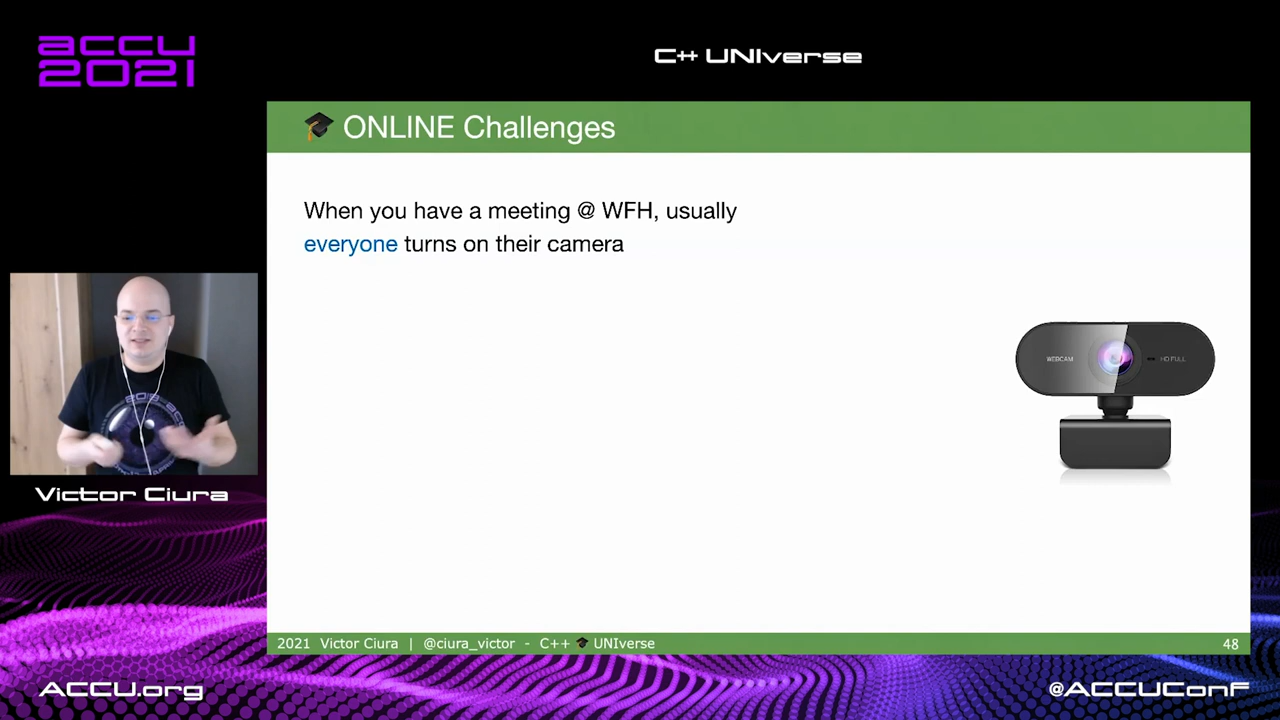 accu
2021
C++ UNIverse
ONLINE Challenges
When you have a meeting @ WFH, usually
everyone turns on their camera
WEBCAM
HD FULL
Victor Ciura
2021 Victor Ciura | @ciura_victor - C++ UNIverse
48
ACCU.org
@ACCUConf